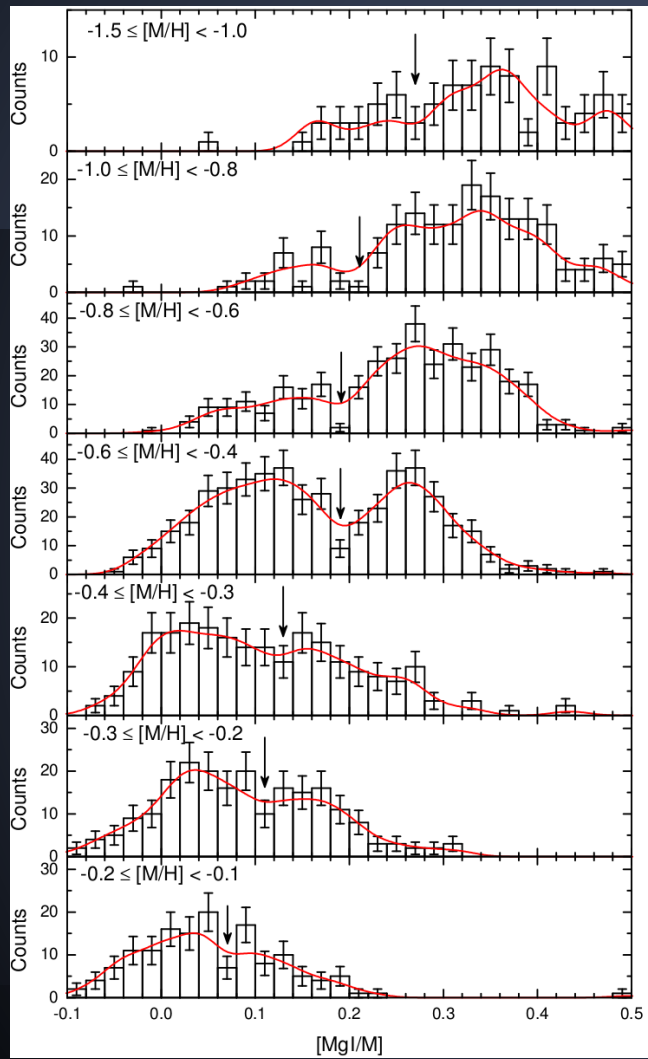 -1.5 ≤ [M/H] < -1.0
10
5
0
Counts
-1.0 ≤ [M/H] < -0.8
20
10
0
Counts
-0.8 ≤ [M/H] < -0.6
40
30
20
10
0
Counts
-0.6 ≤ [M/H] < -0.4
40
30
20
10
0
Counts
-0.4 ≤ [M/H] < -0.3
20
10
0
Counts
-0.3 ≤ [M/H] < -0.2
30
20
10
0
Counts
-0.2 ≤ [M/H] < -0.1
30
20
10
0
Counts
-0.1 0.0 0.1 0.2 0.3 0.4 0.5
[MgI/M]